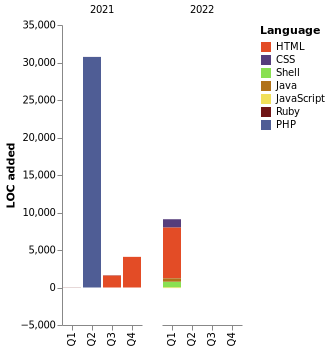 2021
2022
LOC added
35,000
30,000
25,000
20,000
15,000
10,000
5,000
0
−5,000
Q1
Q2
Q3
Q4
Q1
Q2
Q3
Q4
Language
HTML
CSS
Shell
Java
JavaScript
Ruby
PHP